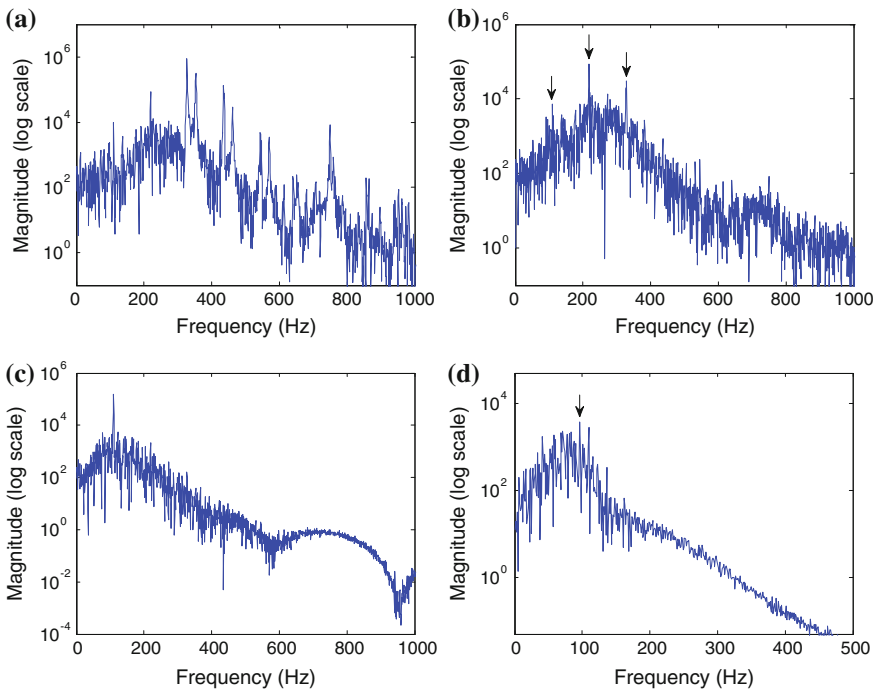 (a)
10^6
10^4
10^2
10^0
Magnitude (log scale)
0 200 400 600 800 1000
Frequency (Hz)
(b)
10^6
10^4
10^2
10^0
Magnitude (log scale)
0 200 400 600 800 1000
Frequency (Hz)
(c)
10^6
10^4
10^2
10^0
10^-2
10^-4
Magnitude (log scale)
0 200 400 600 800 1000
Frequency (Hz)
(d)
10^4
10^2
10^0
Magnitude (log scale)
0 100 200 300 400 500
Frequency (Hz)